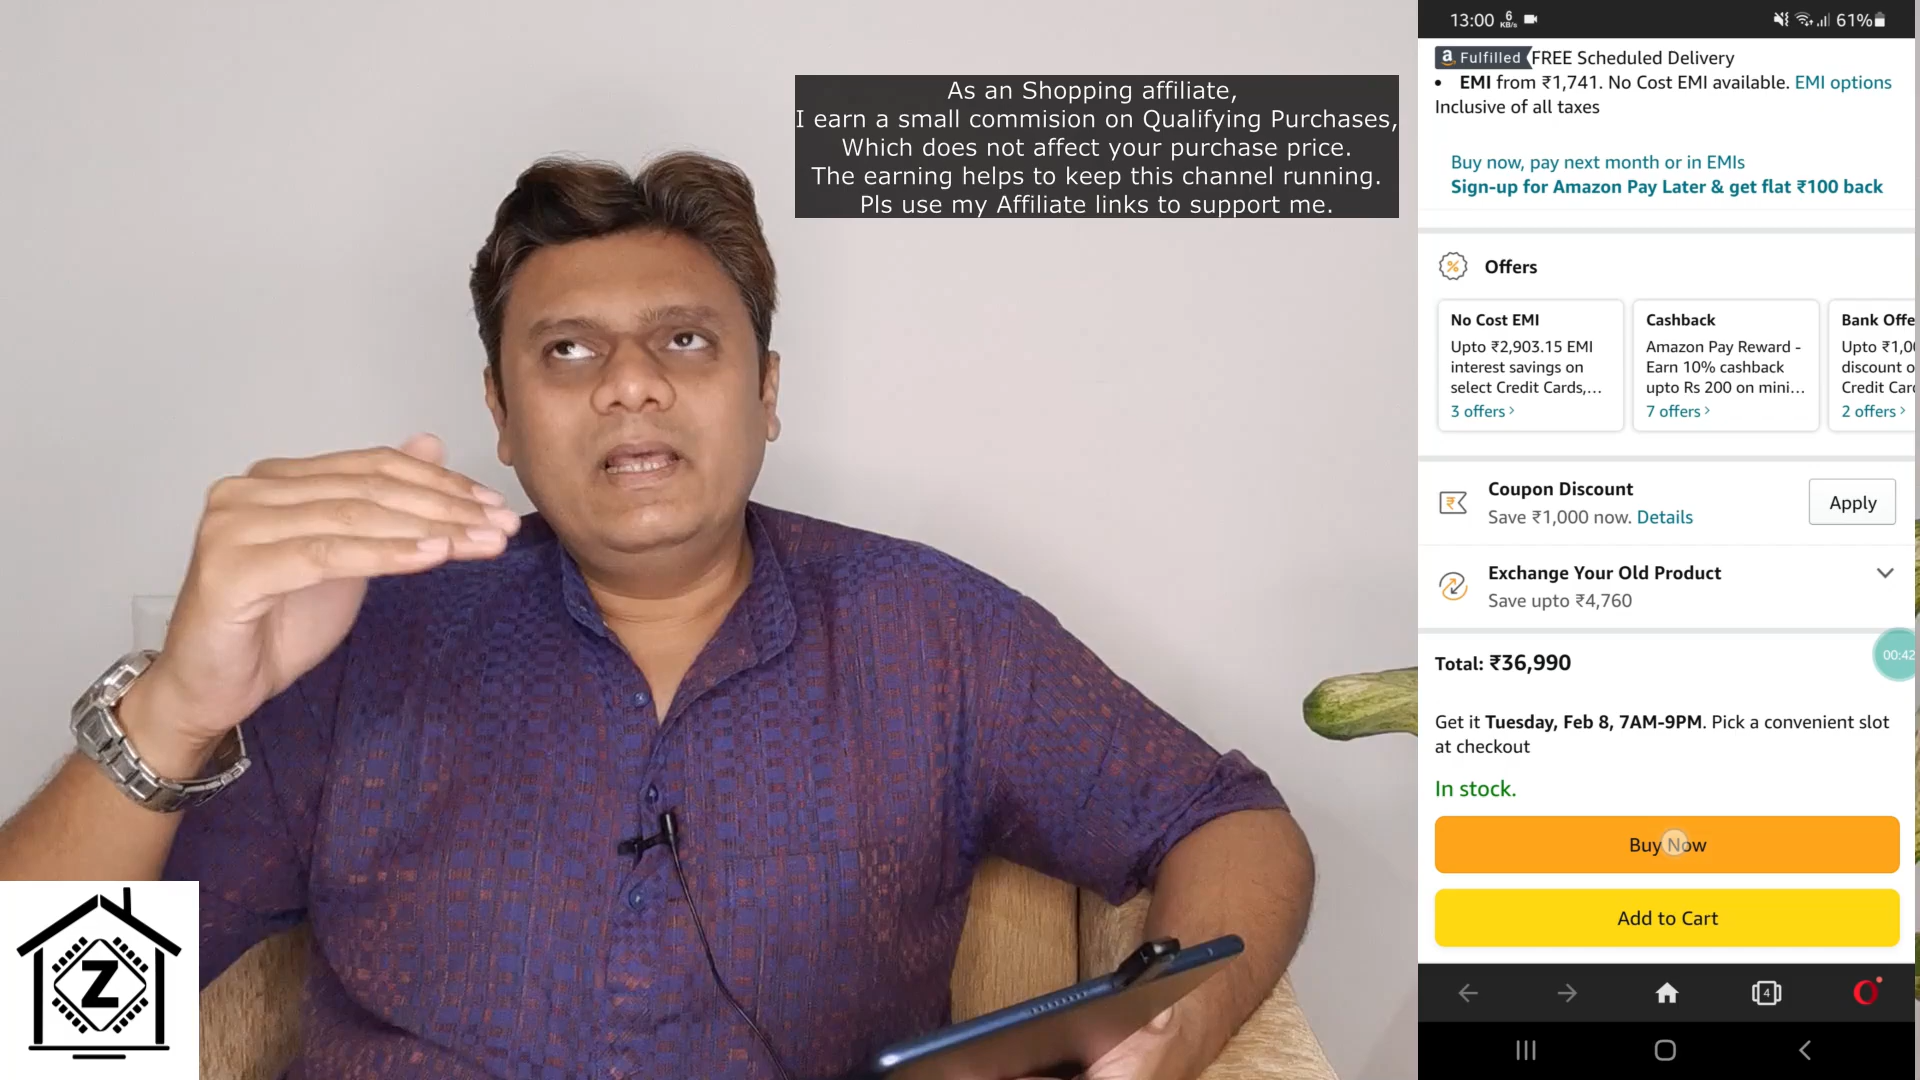 As an Shopping affiliate,
I earn a small commision on Qualifying Purchases,
Which does not affect your purchase price.
The earning helps to keep this channel running.
Pls use my Affiliate links to support me.
Z
13:00 6 KB/s 61%
a Fulfilled FREE Scheduled Delivery
• EMI from ₹1,741. No Cost EMI available. EMI options
Inclusive of all taxes
Buy now, pay next month or in EMIs
Sign-up for Amazon Pay Later & get flat ₹100 back
Offers
No Cost EMI
Upto ₹2,903.15 EMI
interest savings on
select Credit Cards,...
3 offers ›
Cashback
Amazon Pay Reward -
Earn 10% cashback
upto Rs 200 on mini...
7 offers ›
Bank Offe
Upto ₹1,0
discount o
Credit Car
2 offers ›
Coupon Discount
Save ₹1,000 now. Details
Apply
Exchange Your Old Product
Save upto ₹4,760
Total: ₹36,990
00:42
Get it Tuesday, Feb 8, 7AM-9PM. Pick a convenient slot
at checkout
In stock.
Buy Now
Add to Cart
4